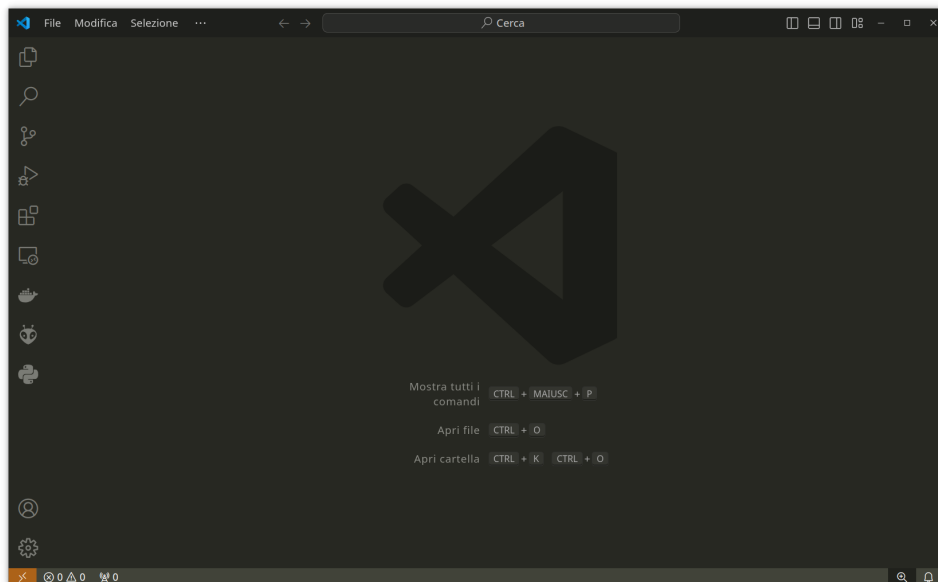 File Modifica Selezione ··· Cerca
Mostra tutti i
comandi CTRL + MAIUSC + P
Apri file CTRL + O
Apri cartella CTRL + K CTRL + O
0 0 0